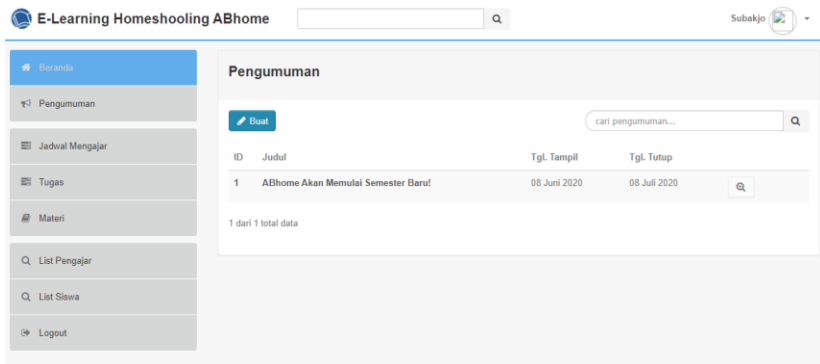 E-Learning Homeshooling ABhome
Subakjo
Beranda
Pengumuman
Jadwal Mengajar
Tugas
Materi
List Pengajar
List Siswa
Logout
Pengumuman
Buat
cari pengumuman...
ID Judul Tgl. Tampil Tgl. Tutup
1 ABhome Akan Memulai Semester Baru! 08 Juni 2020 08 Juli 2020
1 dari 1 total data